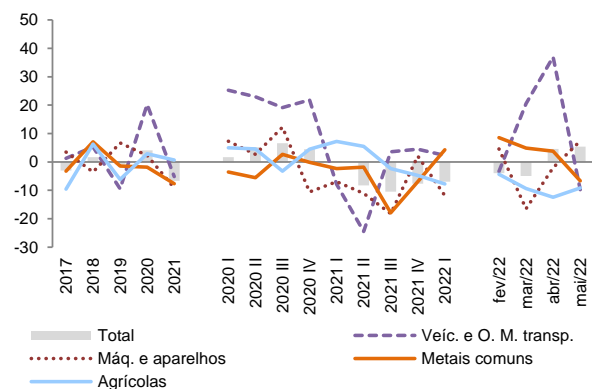 50
40
30
20
10
0
-10
-20
-30
2017
2018
2019
2020
2021
2020 I
2020 II
2020 III
2020 IV
2021 I
2021 II
2021 III
2021 IV
2022 I
fev/22
mar/22
abr/22
mai/22
Total
Veíc. e O. M. transp.
Máq. e aparelhos
Metais comuns
Agrícolas